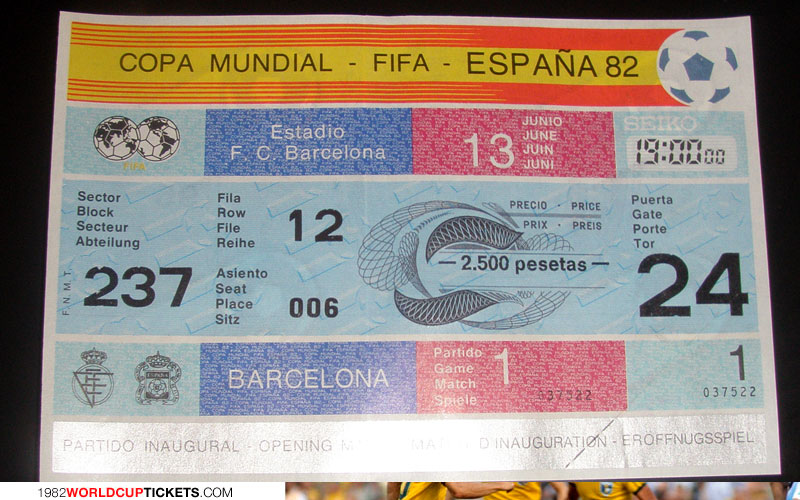 COPA MUNDIAL - FIFA - ESPAÑA 82
FIFA
Estadio
F. C. Barcelona
13
JUNIO
JUNE
JUIN
JUNI
SEIKO
19:00 00
Sector
Block
Secteur
Abteilung
237
Fila
Row
File
Reihe
12
Asiento
Seat
Place
Sitz
006
PRECIO - PRICE
PRIX - PREIS
2.500 pesetas
Puerta
Gate
Porte
Tor
24
F.N.M.T.
BARCELONA
Partido
Game
Match
Spiele
1
037522
1
037522
PARTIDO INAUGURAL - OPENING D'INAUGURATION - ERÖFFNUGSSPIEL
1982WORLDCUPTICKETS.COM